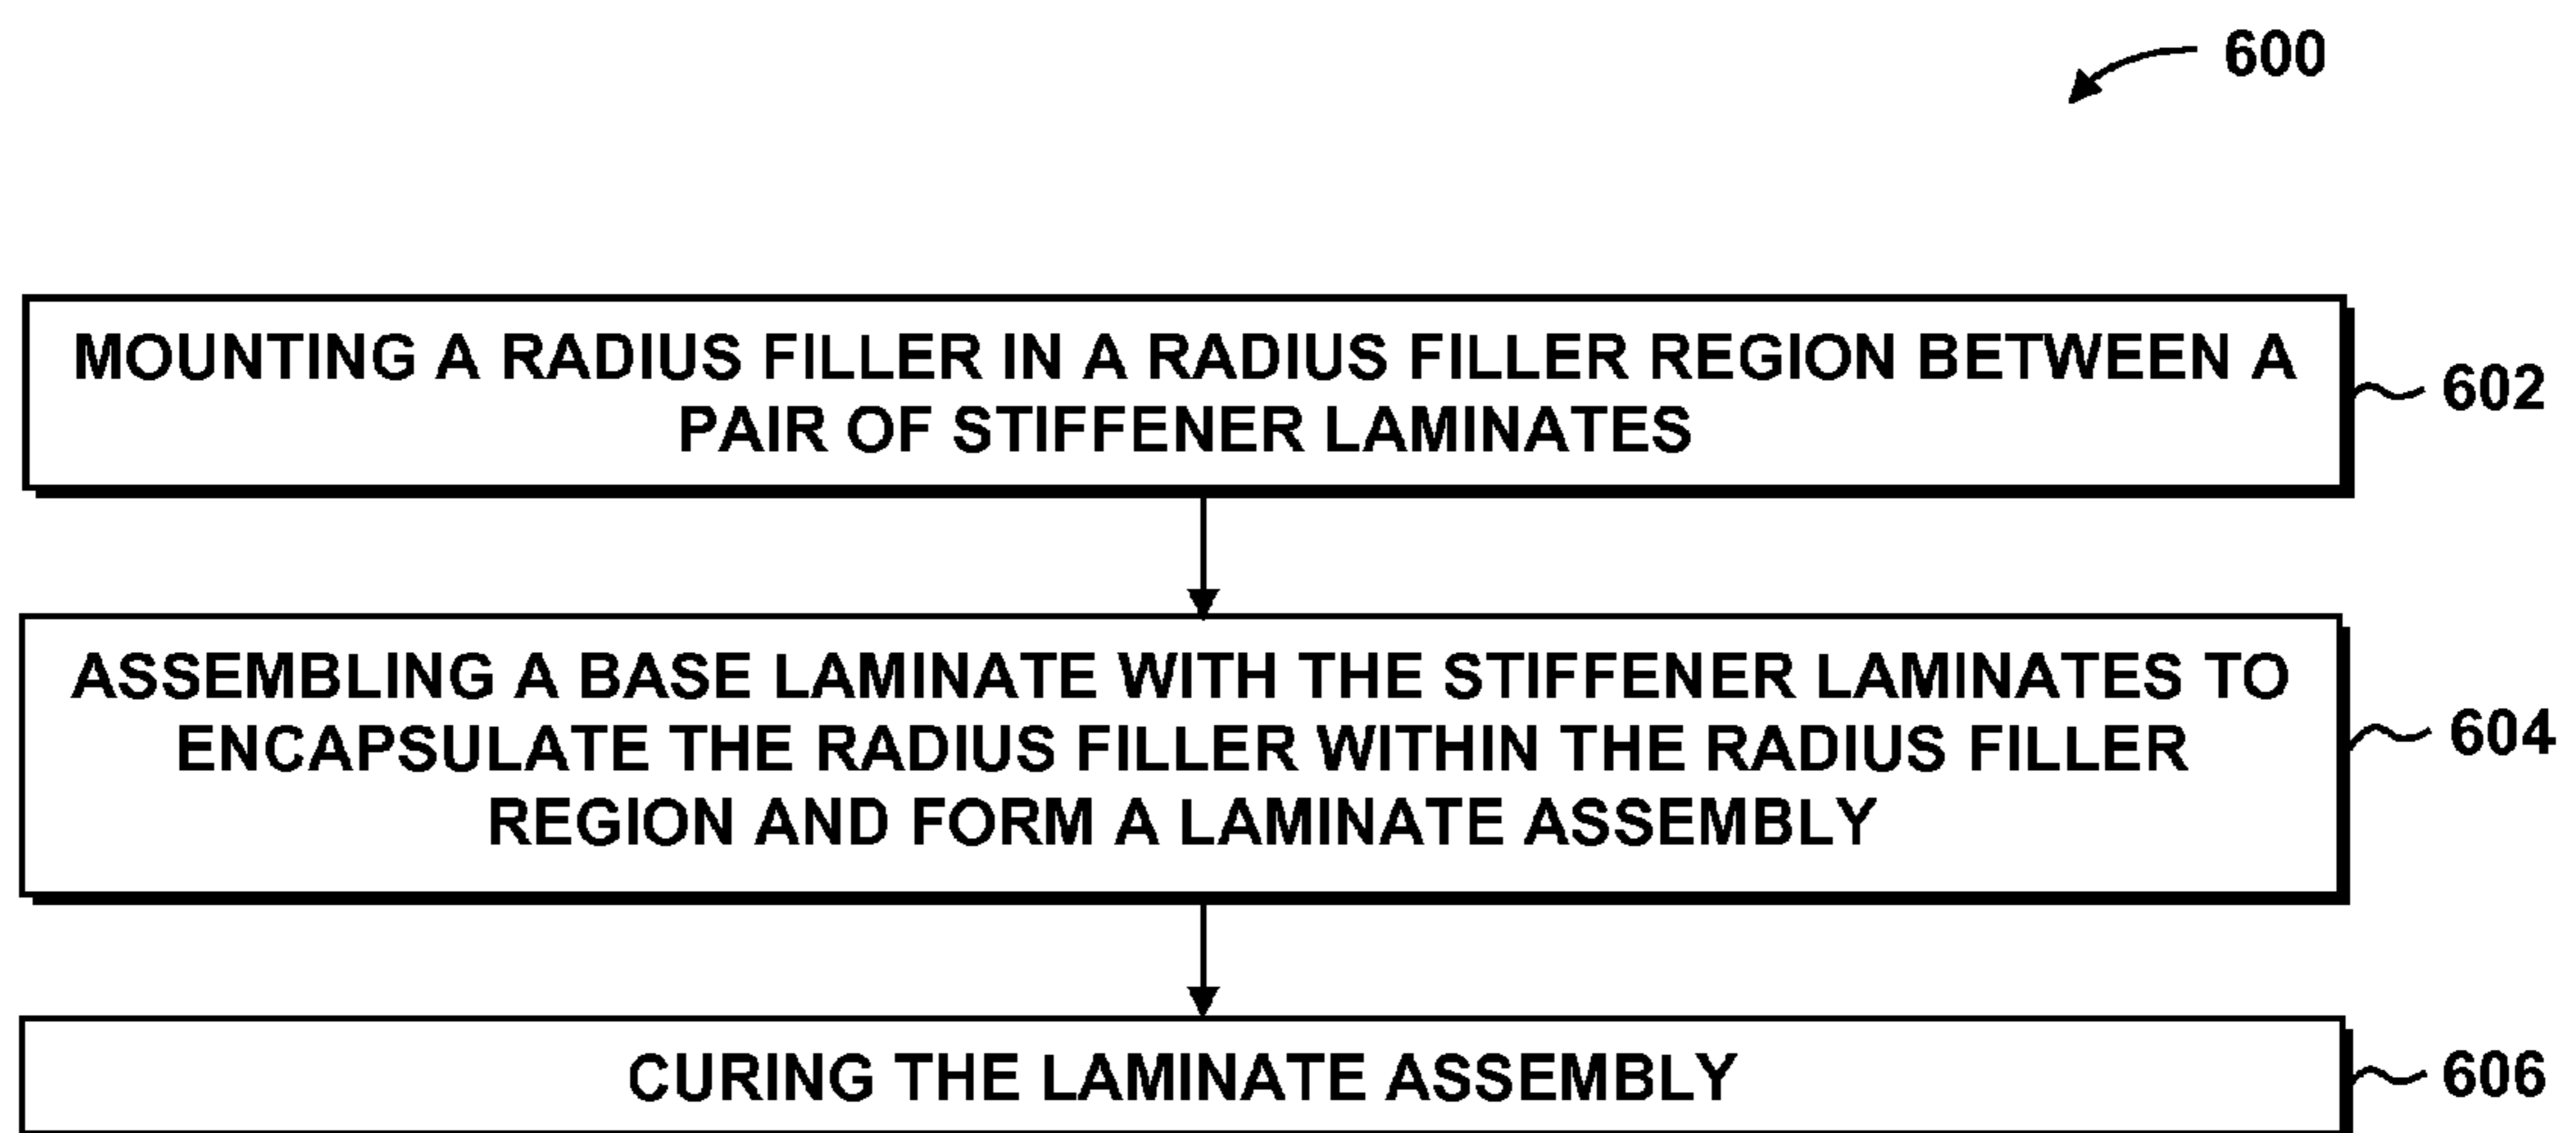 600
MOUNTING A RADIUS FILLER IN A RADIUS FILLER REGION BETWEEN A
PAIR OF STIFFENER LAMINATES
602
ASSEMBLING A BASE LAMINATE WITH THE STIFFENER LAMINATES TO
ENCAPSULATE THE RADIUS FILLER WITHIN THE RADIUS FILLER
REGION AND FORM A LAMINATE ASSEMBLY
604
CURING THE LAMINATE ASSEMBLY
606